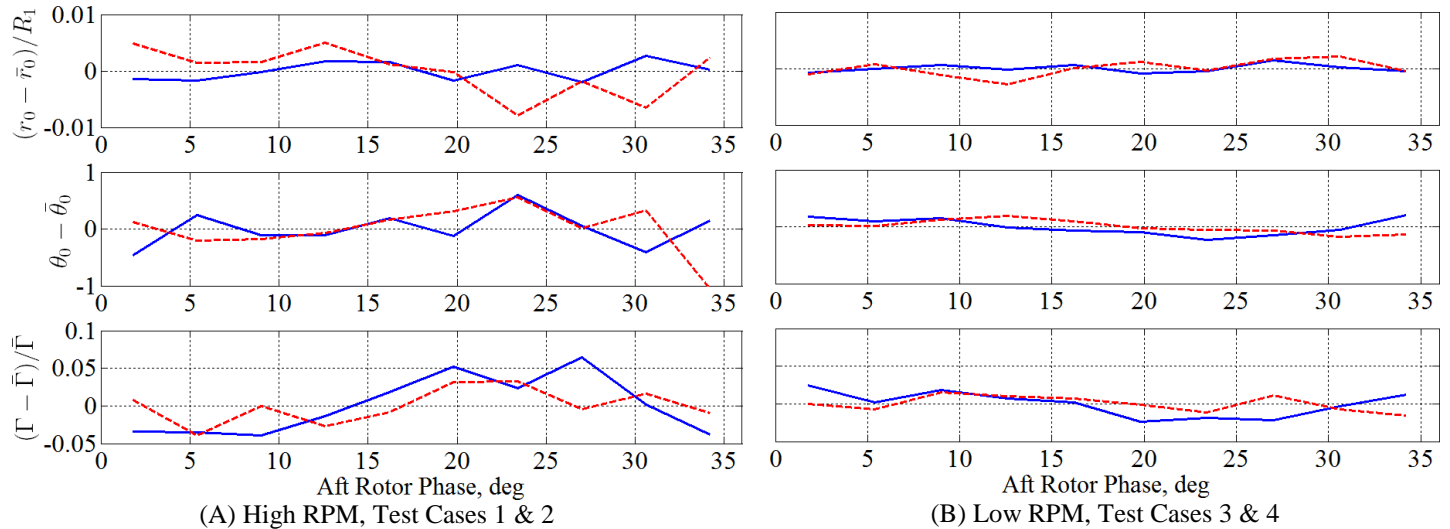 (r₀ − r̄₀)/R₁
0.01
0
-0.01
0 5 10 15 20 25 30 35
0 5 10 15 20 25 30 35
θ₀ − θ̄₀
1
0
-1
0 5 10 15 20 25 30 35
0 5 10 15 20 25 30 35
(Γ − Γ̄)/Γ̄
0.1
0.05
0
-0.05
0 5 10 15 20 25 30 35
0 5 10 15 20 25 30 35
Aft Rotor Phase, deg
Aft Rotor Phase, deg
(A) High RPM, Test Cases 1 & 2
(B) Low RPM, Test Cases 3 & 4